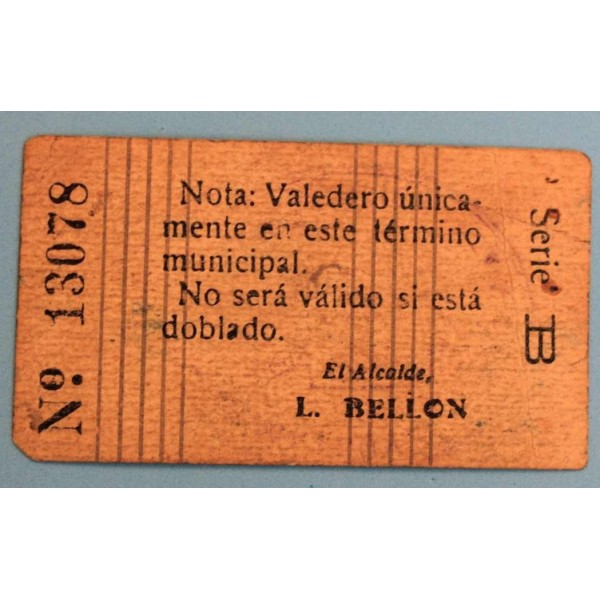 Nº. 13078
Nota: Valedero única-
mente en este término
municipal.
No será válido si está
doblado.
El Alcalde,
L. BELLON
Serie B